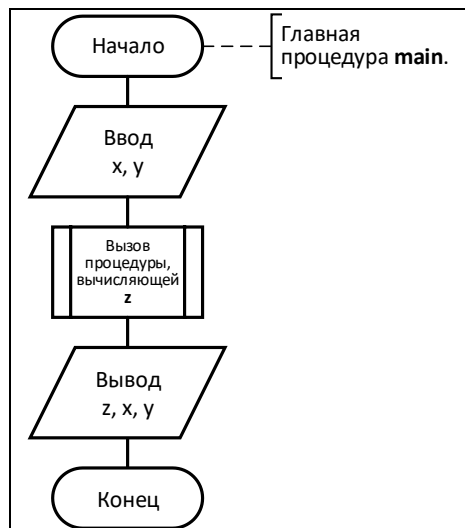 Начало
Главная
процедура main.
Ввод
x, y
Вызов
процедуры,
вычисляющей
z
Вывод
z, x, y
Конец